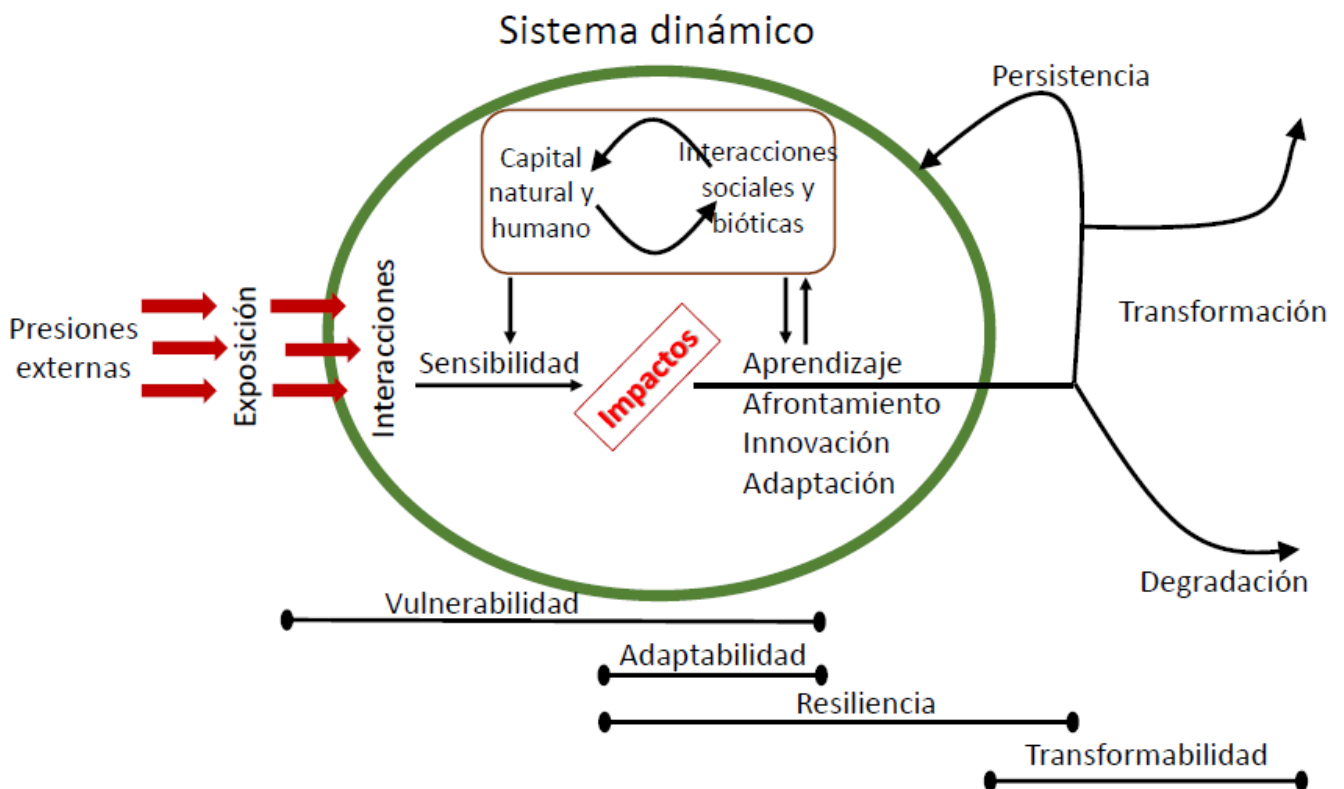 Sistema dinámico
Persistencia
Capital
natural y
humano
Interacciones
sociales y
bióticas
Presiones
externas
Exposición
Interacciones
Sensibilidad
Impactos
Aprendizaje
Afrontamiento
Innovación
Adaptación
Transformación
Degradación
Vulnerabilidad
Adaptabilidad
Resiliencia
Transformabilidad